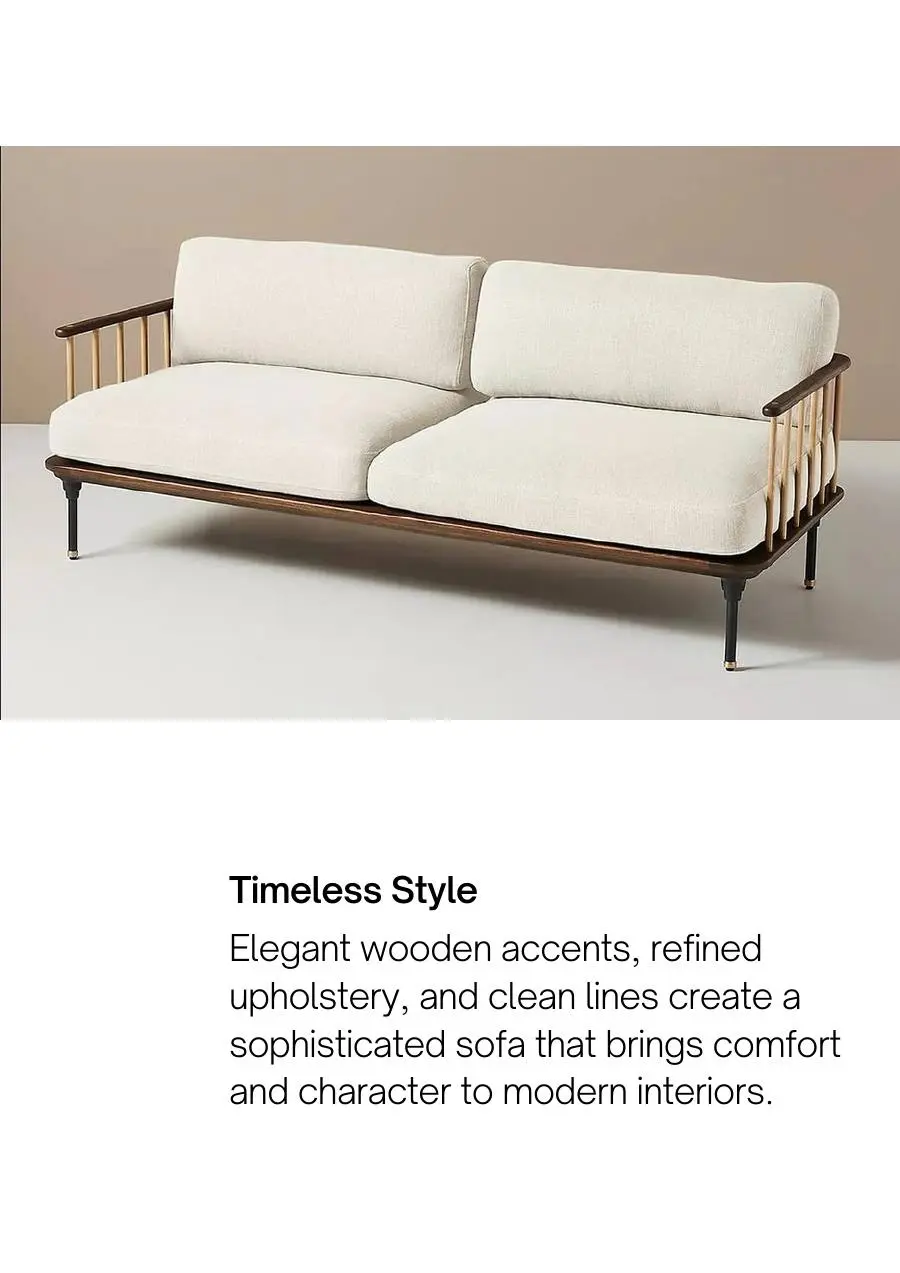 Timeless Style
Elegant wooden accents, refined
upholstery, and clean lines create a
sophisticated sofa that brings comfort
and character to modern interiors.